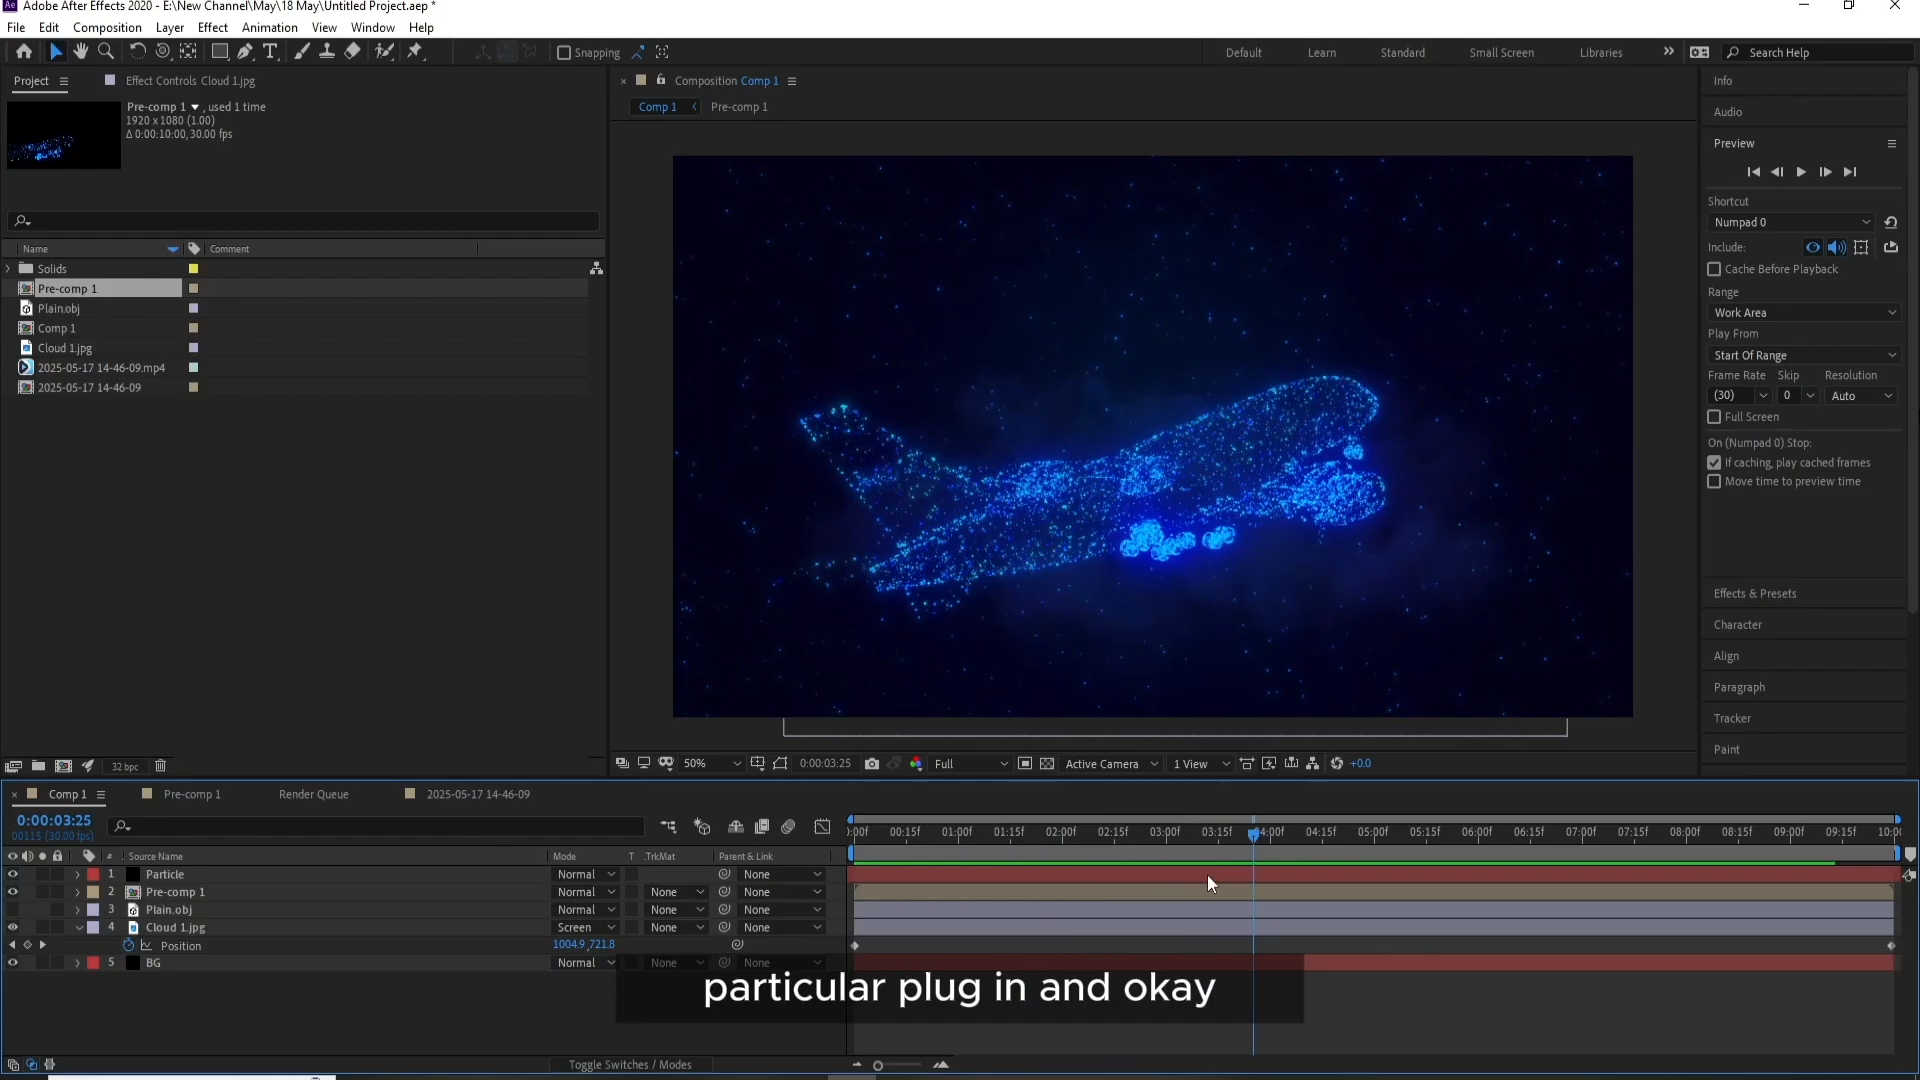 Adobe After Effects 2020 - E:\New Channel\May\18 May\Untitled Project.aep *
File Edit Composition Layer Effect Animation View Window Help
Snapping
Default Learn Standard Small Screen Libraries Search Help
Project Effect Controls Cloud 1.jpg
Pre-comp 1 , used 1 time
1920 x 1080 (1.00)
Δ 0:00:10:00, 30.00 fps
Name Comment
Solids
Pre-comp 1
Plain.obj
Comp 1
Cloud 1.jpg
2025-05-17 14-46-09.mp4
2025-05-17 14-46-09
32 bpc
Composition Comp 1
Comp 1 Pre-comp 1
50% 0:00:03:25 Full Active Camera 1 View +0.0
Info
Audio
Preview
Shortcut
Numpad 0
Include:
Cache Before Playback
Range
Work Area
Play From
Start Of Range
Frame Rate Skip Resolution
(30) 0 Auto
Full Screen
On (Numpad 0) Stop:
If caching, play cached frames
Move time to preview time
Effects & Presets
Character
Align
Paragraph
Tracker
Paint
Comp 1 Pre-comp 1 Render Queue 2025-05-17 14-46-09
0:00:03:25
00115 (30.00 fps)
00:15f 01:00f 01:15f 02:00f 02:15f 03:00f 03:15f 04:00f 04:15f 05:00f 05:15f 06:00f 06:15f 07:00f 07:15f 08:00f 08:15f 09:00f 09:15f
# Source Name Mode T .TrkMat Parent & Link
1 Particle Normal None
2 Pre-comp 1 Normal None None
3 Plain.obj Normal None None
4 Cloud 1.jpg Screen None None
Position 1004.9,721.8
5 BG Normal None None
particular plug in and okay
Toggle Switches / Modes